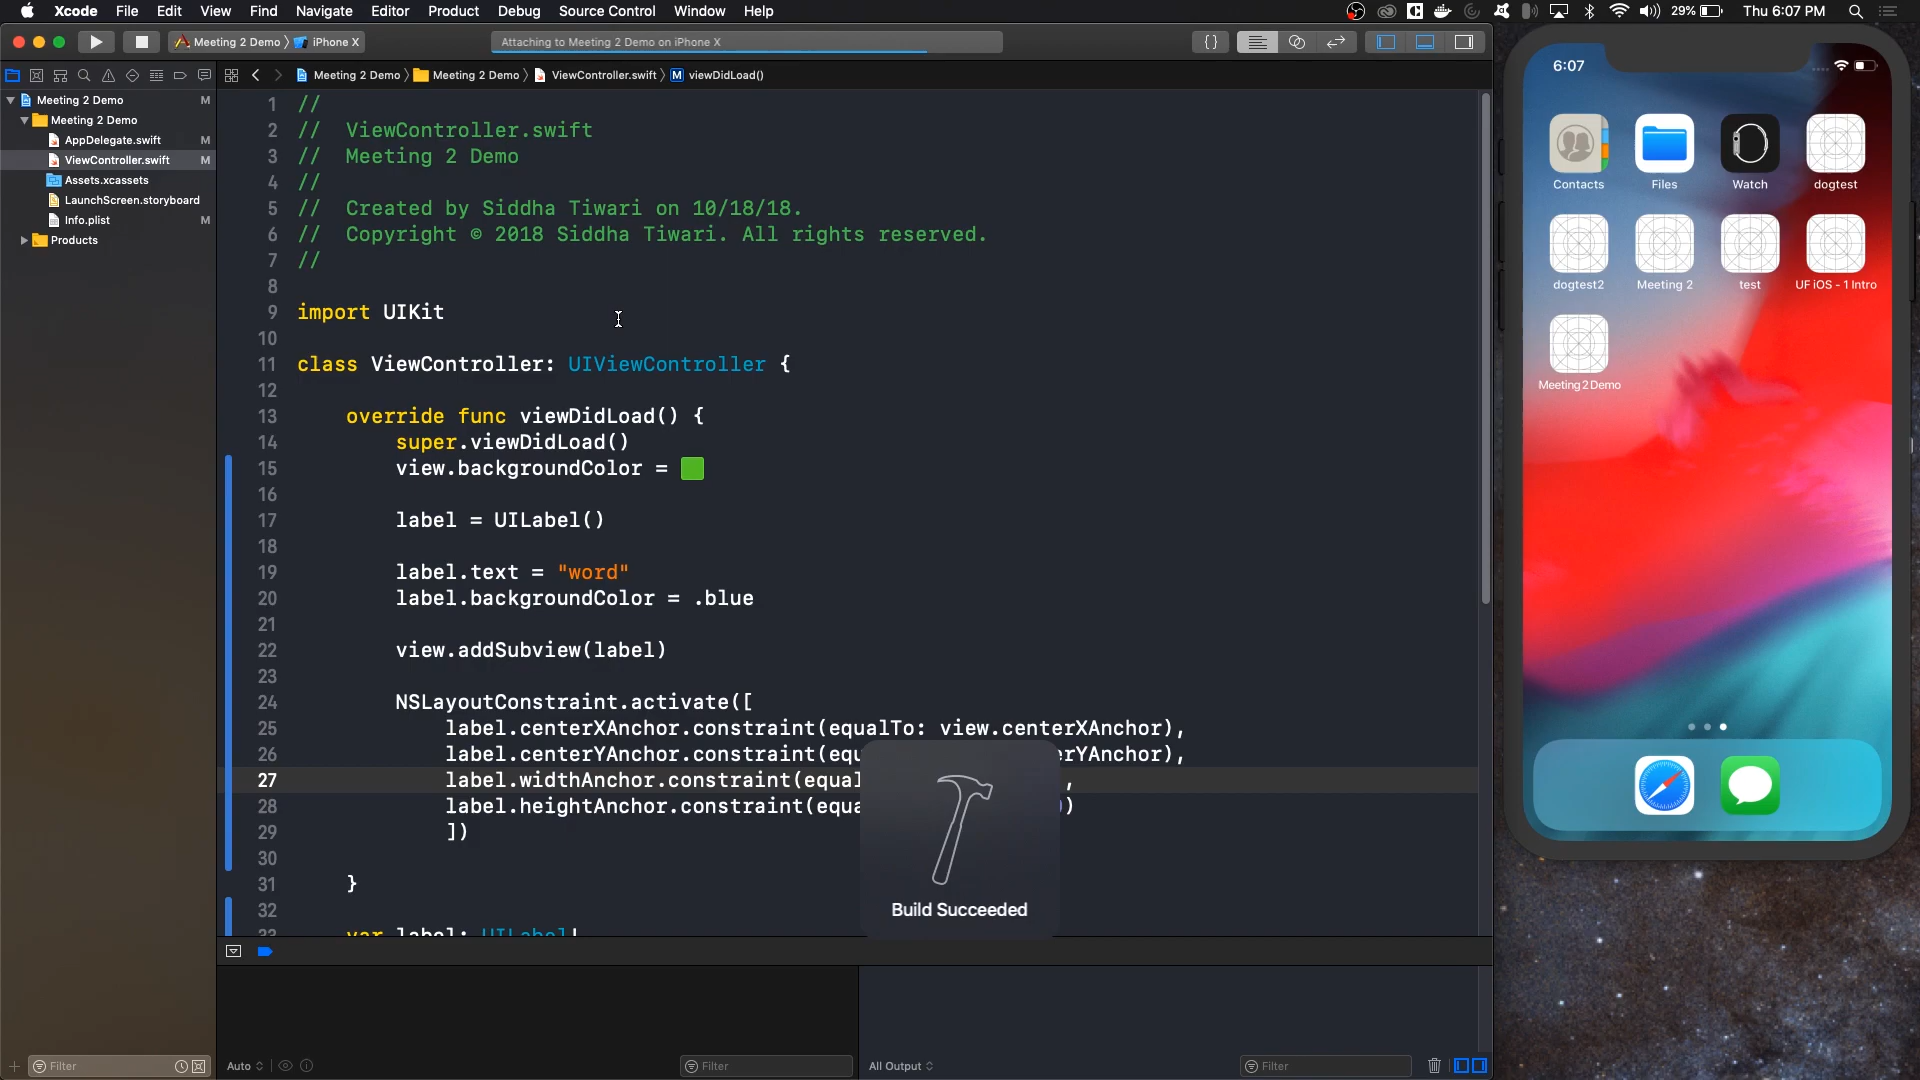 Xcode File Edit View Find Navigate Editor Product Debug Source Control Window Help
29% Thu 6:07 PM
Meeting 2 Demo iPhone X
Attaching to Meeting 2 Demo on iPhone X
{}
Meeting 2 Demo Meeting 2 Demo ViewController.swift M viewDidLoad()
Meeting 2 Demo M
Meeting 2 Demo
AppDelegate.swift M
ViewController.swift M
Assets.xcassets
LaunchScreen.storyboard
Info.plist M
Products
1 //
2 // ViewController.swift
3 // Meeting 2 Demo
4 //
5 // Created by Siddha Tiwari on 10/18/18.
6 // Copyright © 2018 Siddha Tiwari. All rights reserved.
7 //
8
9 import UIKit
10
11 class ViewController: UIViewController {
12
13 override func viewDidLoad() {
14 super.viewDidLoad()
15 view.backgroundColor =
16
17 label = UILabel()
18
19 label.text = "word"
20 label.backgroundColor = .blue
21
22 view.addSubview(label)
23
24 NSLayoutConstraint.activate([
25 label.centerXAnchor.constraint(equalTo: view.centerXAnchor),
26 label.centerYAnchor.constraint(equ erYAnchor),
27 label.widthAnchor.constraint(equal ,
28 label.heightAnchor.constraint(equa )
29 ])
30
31 }
32
33 var label: UILabel!
Build Succeeded
Filter
Auto
Filter
All Output
Filter
6:07
Contacts Files Watch dogtest
dogtest2 Meeting 2 test UF iOS - 1 Intro
Meeting 2 Demo